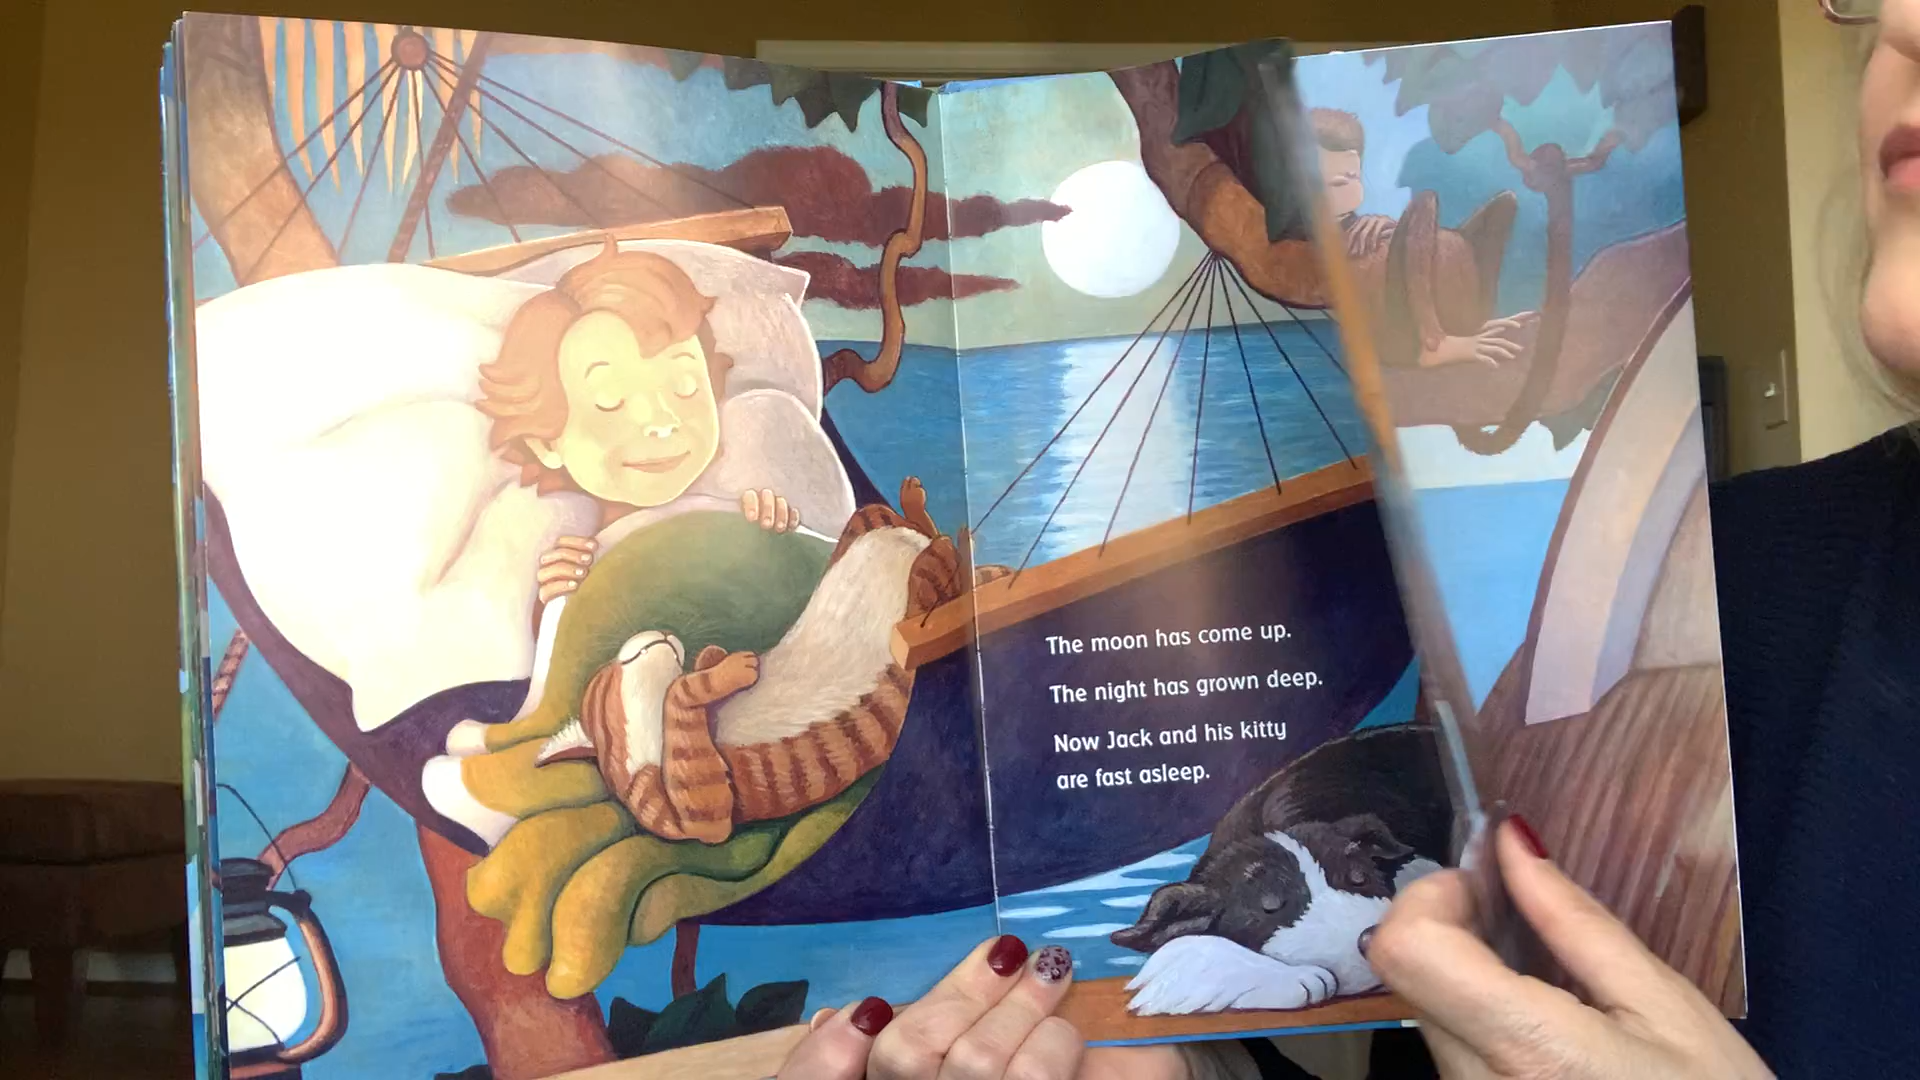 The moon has come up.
The night has grown deep.
Now Jack and his kitty
are fast asleep.